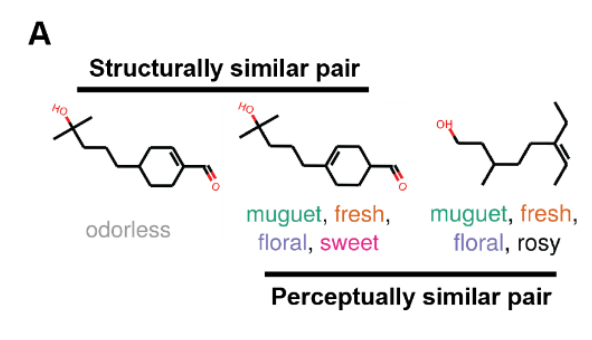 A
Structurally similar pair
HO
HO
OH
O
O
odorless
muguet, fresh,
floral, sweet
muguet, fresh,
floral, rosy
Perceptually similar pair